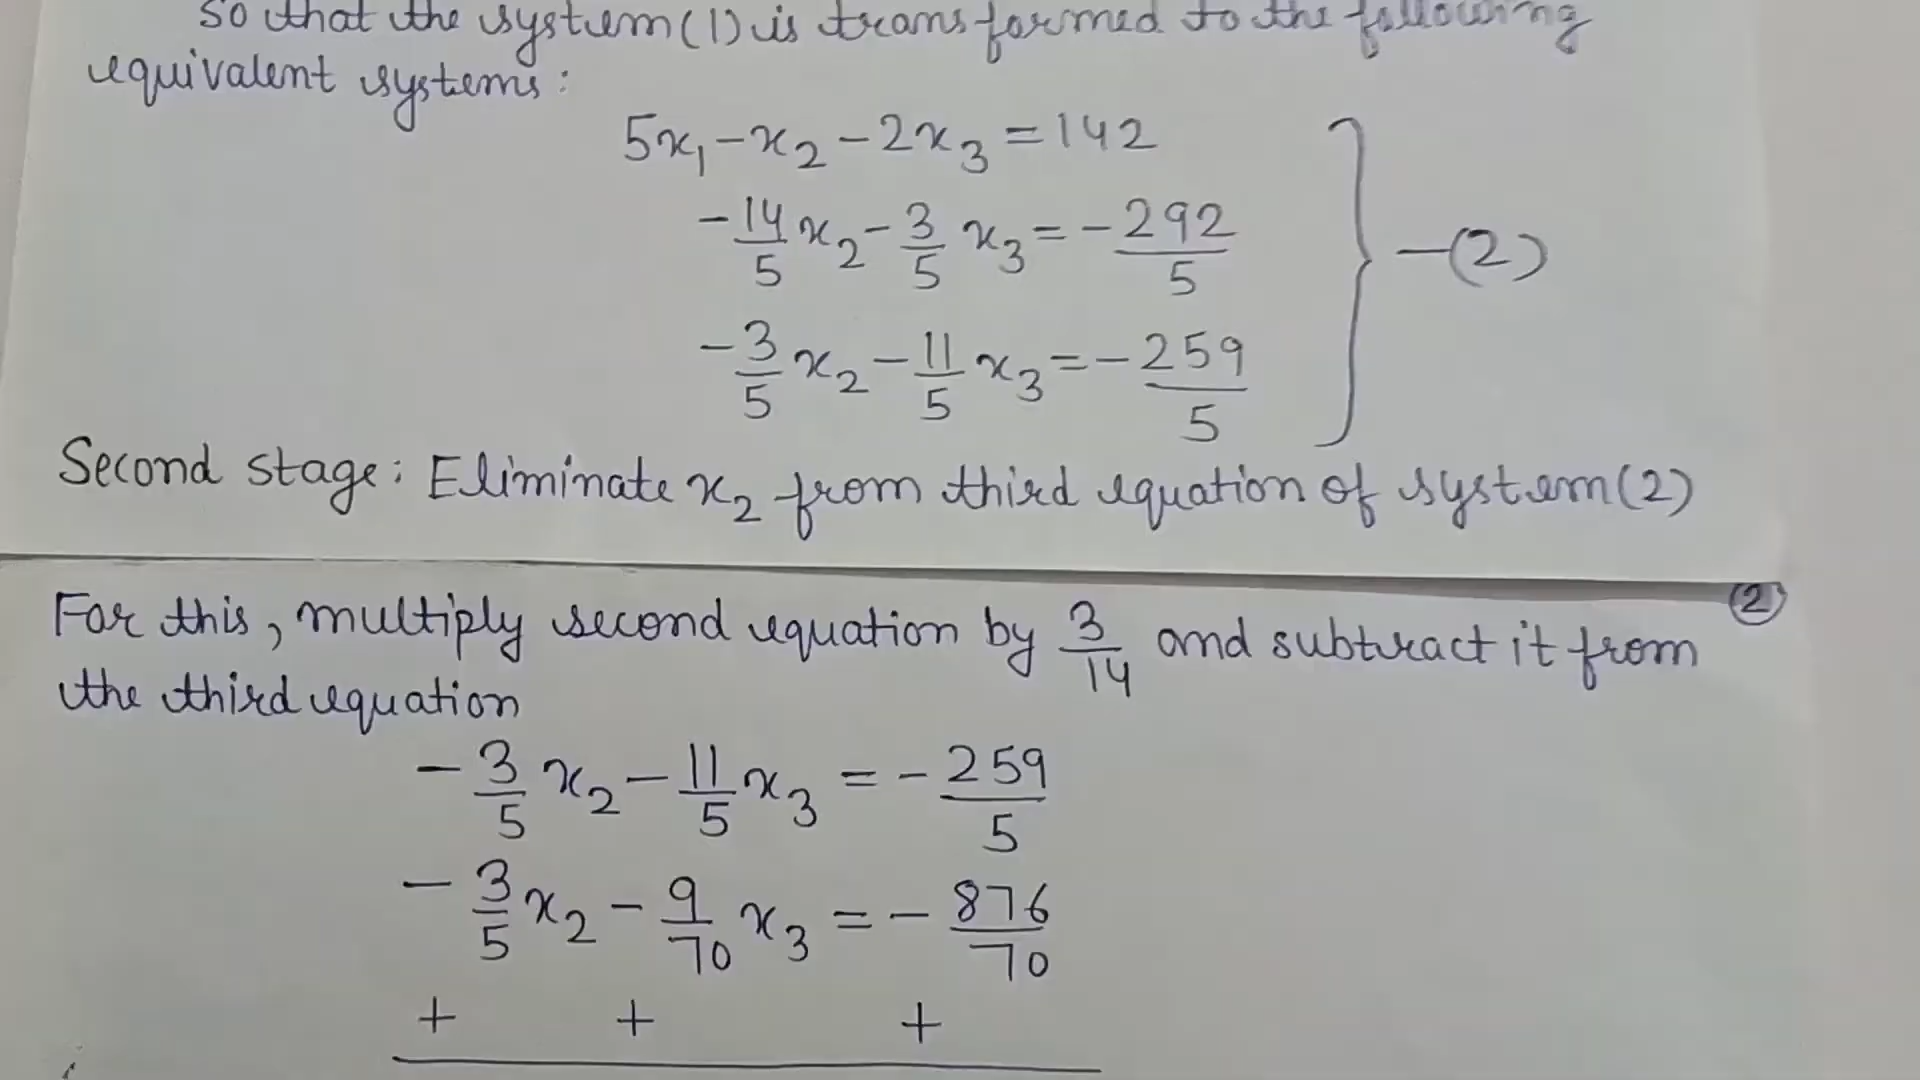 so that the system (1) is transformed to the following
equivalent systems:
5x₁ - x₂ - 2x₃ = 142
-14/5 x₂ - 3/5 x₃ = -292/5 -(2)
-3/5 x₂ - 11/5 x₃ = -259/5
Second stage: Eliminate x₂ from third equation of system (2)
②
For this, multiply second equation by 3/14 and subtract it from
the third equation
-3/5 x₂ - 11/5 x₃ = -259/5
-3/5 x₂ - 9/70 x₃ = -876/70
+ + +